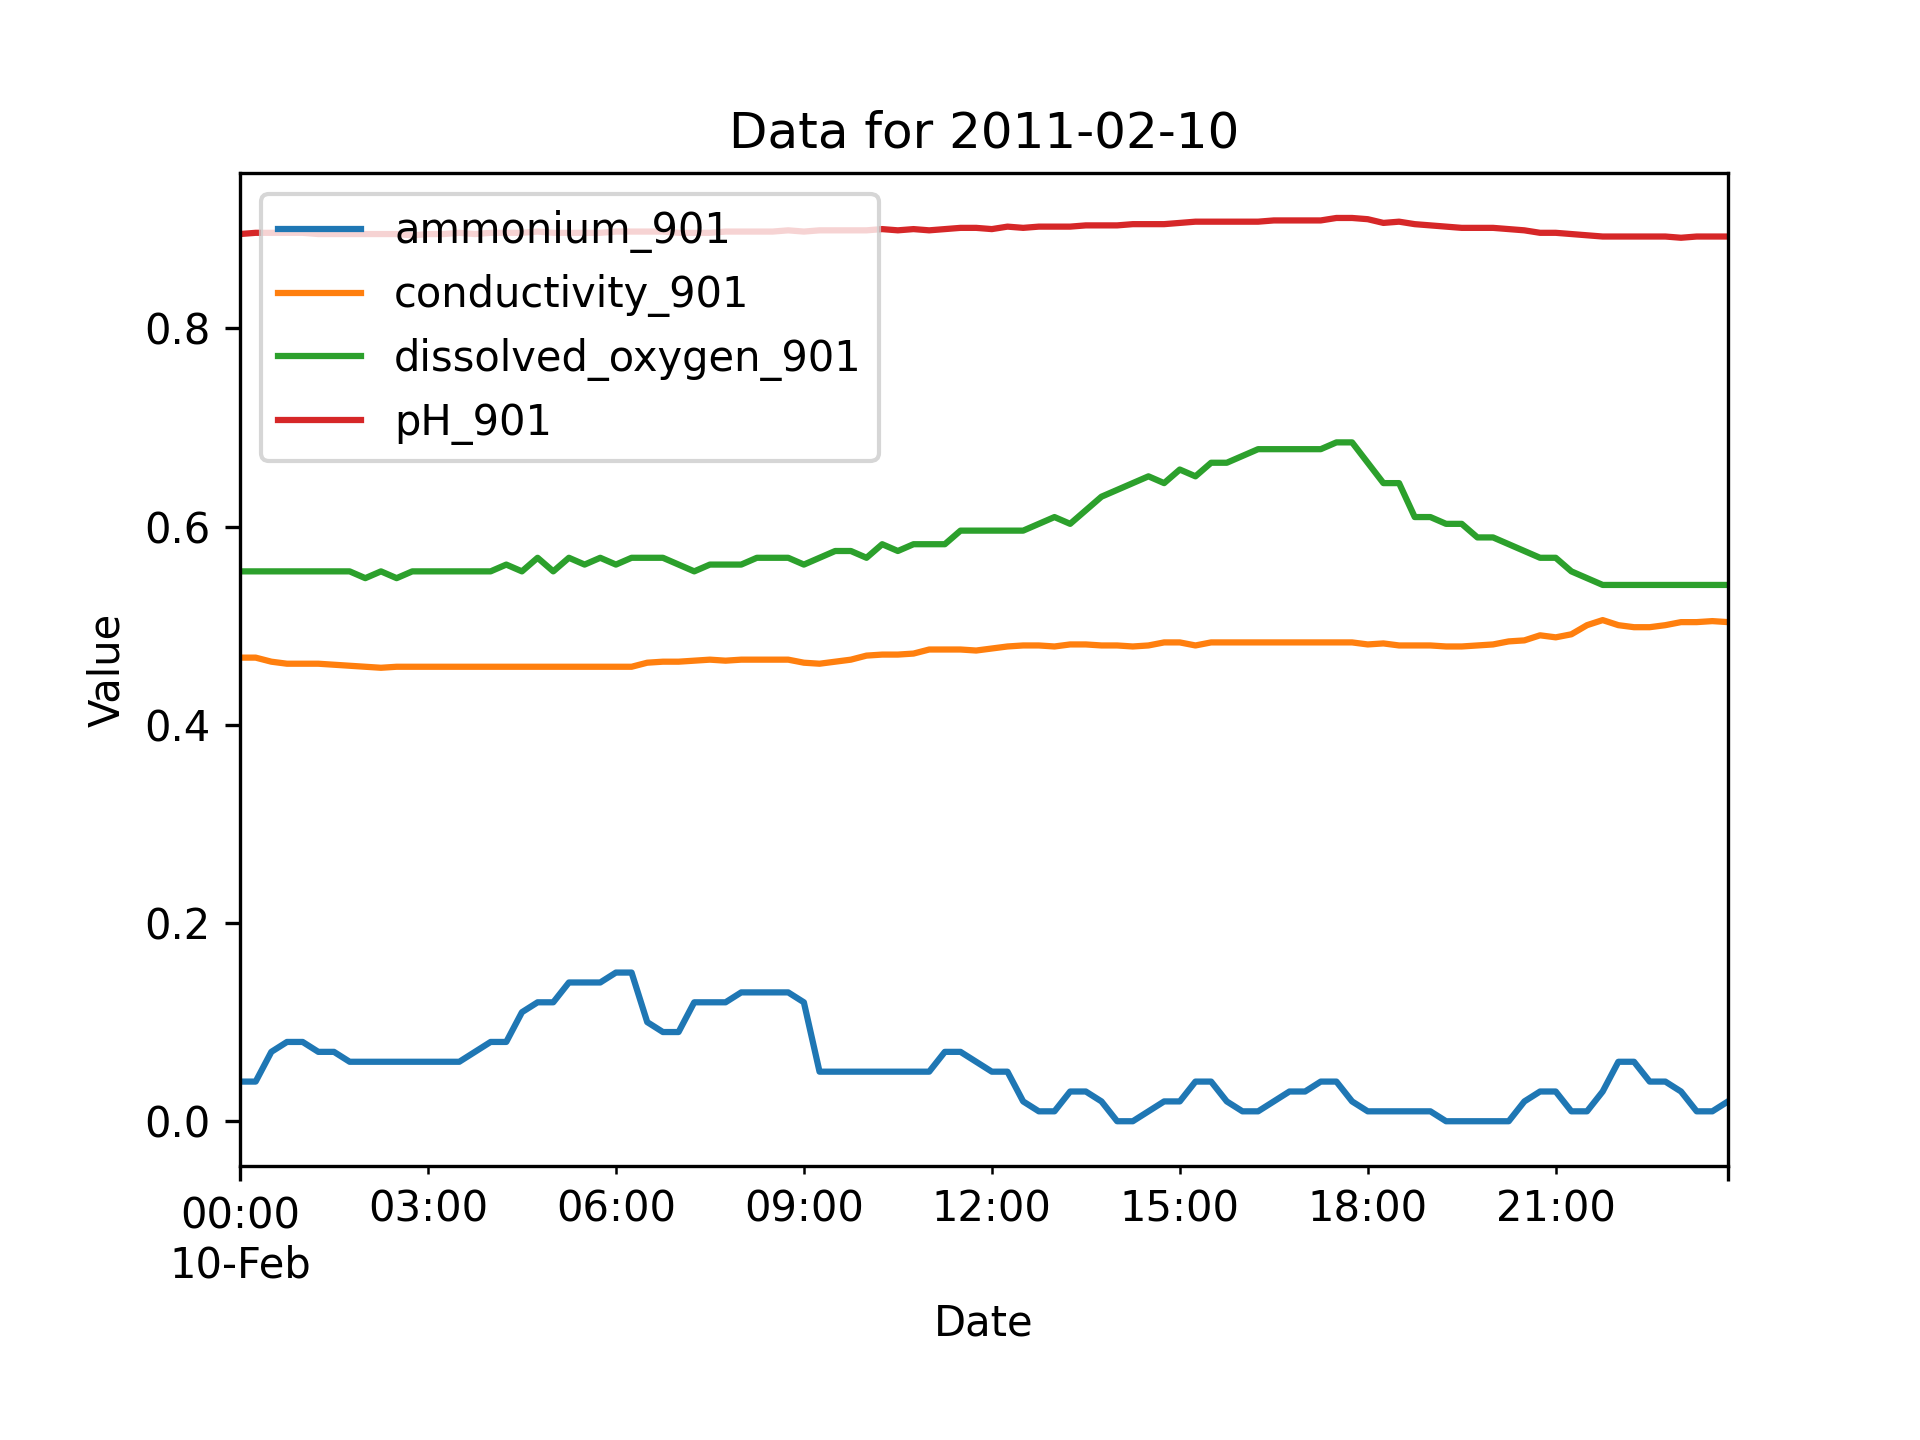 Data for 2011-02-10
ammonium_901
conductivity_901
dissolved_oxygen_901
pH_901
0.8
0.6
0.4
0.2
0.0
Value
00:00 03:00 06:00 09:00 12:00 15:00 18:00 21:00
10-Feb
Date